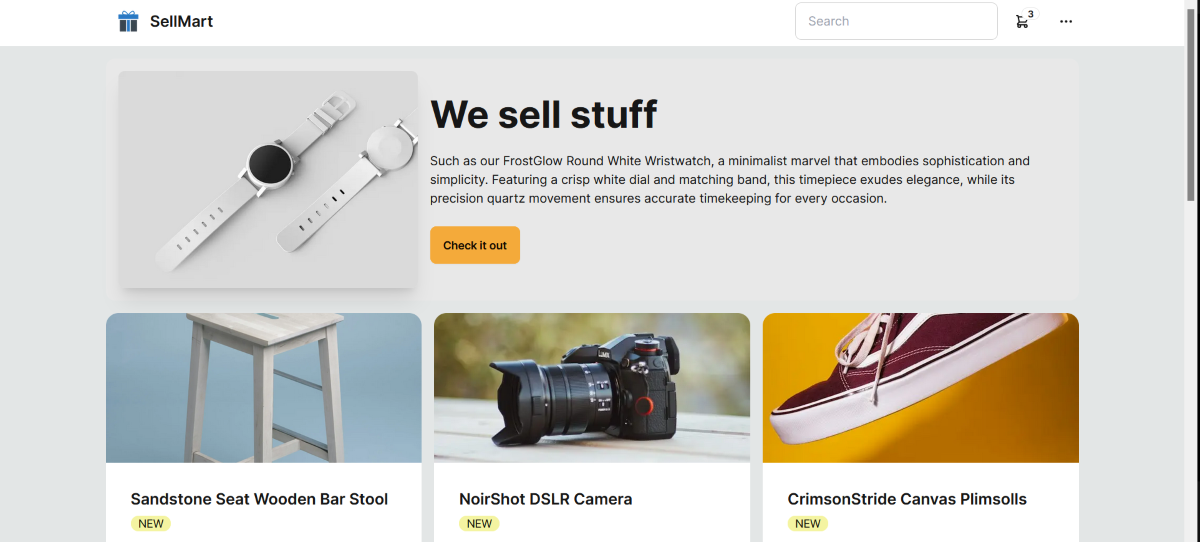 SellMart
Search
3
We sell stuff
Such as our FrostGlow Round White Wristwatch, a minimalist marvel that embodies sophistication and
simplicity. Featuring a crisp white dial and matching band, this timepiece exudes elegance, while its
precision quartz movement ensures accurate timekeeping for every occasion.
Check it out
Sandstone Seat Wooden Bar Stool
NEW
NoirShot DSLR Camera
NEW
CrimsonStride Canvas Plimsolls
NEW